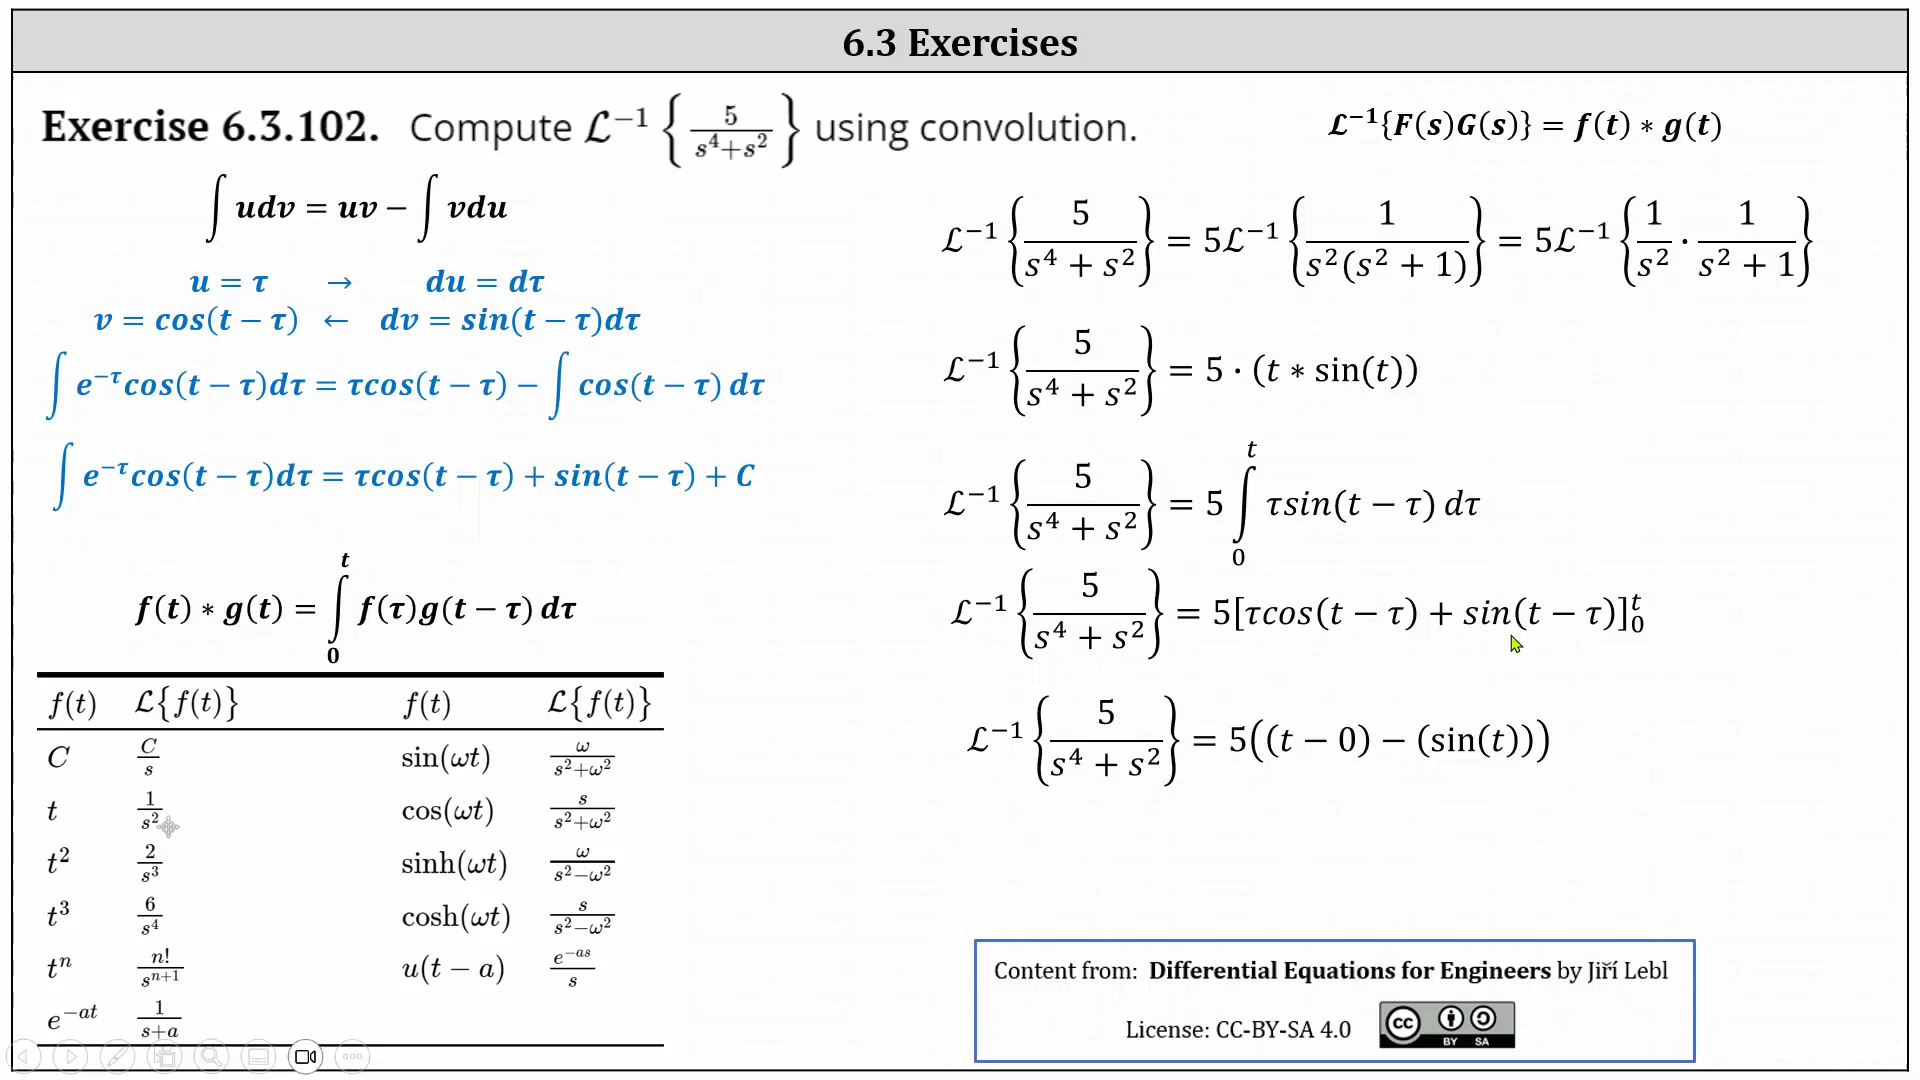 6.3 Exercises
Exercise 6.3.102. Compute ℒ⁻¹ { 5 / (s⁴+s²) } using convolution.
∫ udv = uv − ∫ vdu
u = τ → du = dτ
v = cos(t − τ) ← dv = sin(t − τ)dτ
∫ e^{−τ}cos(t − τ)dτ = τcos(t − τ) − ∫ cos(t − τ) dτ
∫ e^{−τ}cos(t − τ)dτ = τcos(t − τ) + sin(t − τ) + C
f(t) ∗ g(t) = ∫₀ᵗ f(τ)g(t − τ) dτ
f(t) ℒ{f(t)} f(t) ℒ{f(t)}
C C/s sin(ωt) ω/(s²+ω²)
t 1/s² cos(ωt) s/(s²+ω²)
t² 2/s³ sinh(ωt) ω/(s²−ω²)
t³ 6/s⁴ cosh(ωt) s/(s²−ω²)
tⁿ n!/s^{n+1} u(t − a) e^{−as}/s
e^{−at} 1/(s+a)
ℒ⁻¹{F(s)G(s)} = f(t) ∗ g(t)
ℒ⁻¹ { 5 / (s⁴ + s²) } = 5ℒ⁻¹ { 1 / (s²(s² + 1)) } = 5ℒ⁻¹ { 1/s² · 1/(s² + 1) }
ℒ⁻¹ { 5 / (s⁴ + s²) } = 5 · (t ∗ sin(t))
ℒ⁻¹ { 5 / (s⁴ + s²) } = 5 ∫₀ᵗ τsin(t − τ) dτ
ℒ⁻¹ { 5 / (s⁴ + s²) } = 5[τcos(t − τ) + sin(t − τ)]₀ᵗ
ℒ⁻¹ { 5 / (s⁴ + s²) } = 5((t − 0) − (sin(t)))
Content from: Differential Equations for Engineers by Jiří Lebl
License: CC-BY-SA 4.0
cc BY SA